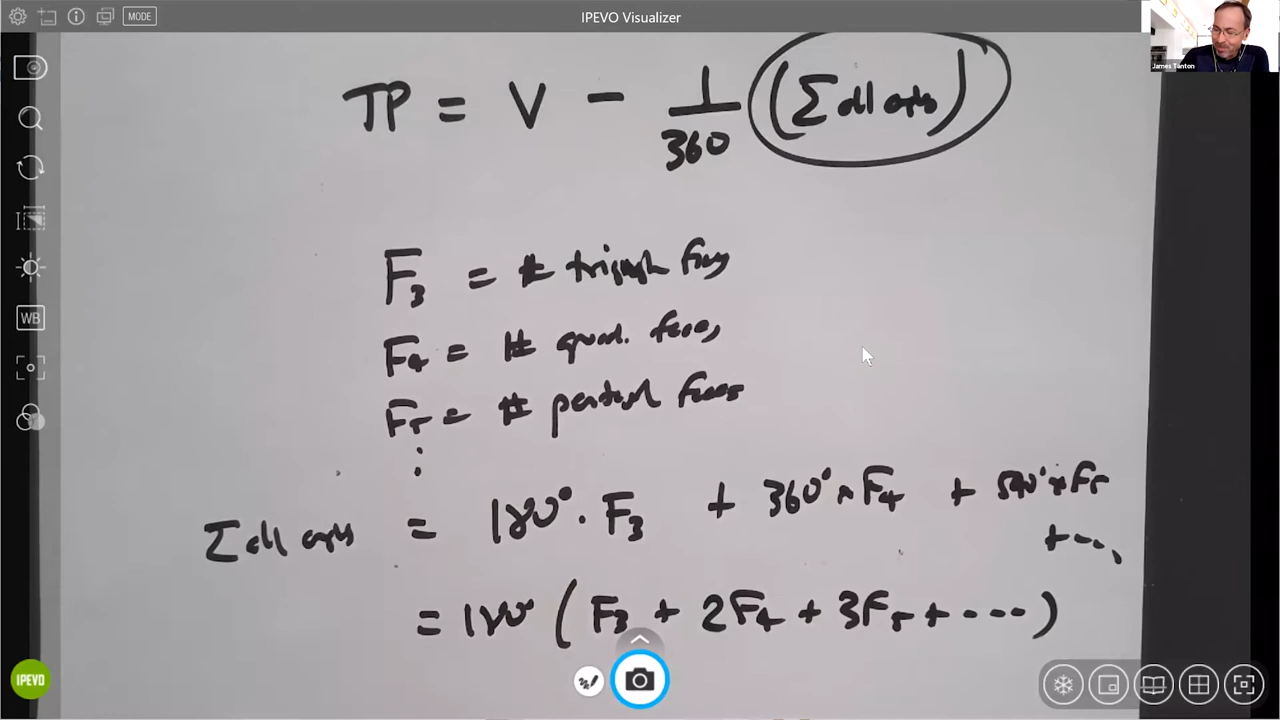 IPEVO Visualizer
MODE
James Tanton
TP = V - 1/360 (Σ all angles)
F₃ = # triangle faces
F₄ = # quad. faces
F₅ = # pentagonal faces
⋮
WB
Σ all angles = 180° · F₃ + 360° × F₄ + 540° × F₅
+ ...
= 180° (F₃ + 2F₄ + 3F₅ + ...)
IPEVO